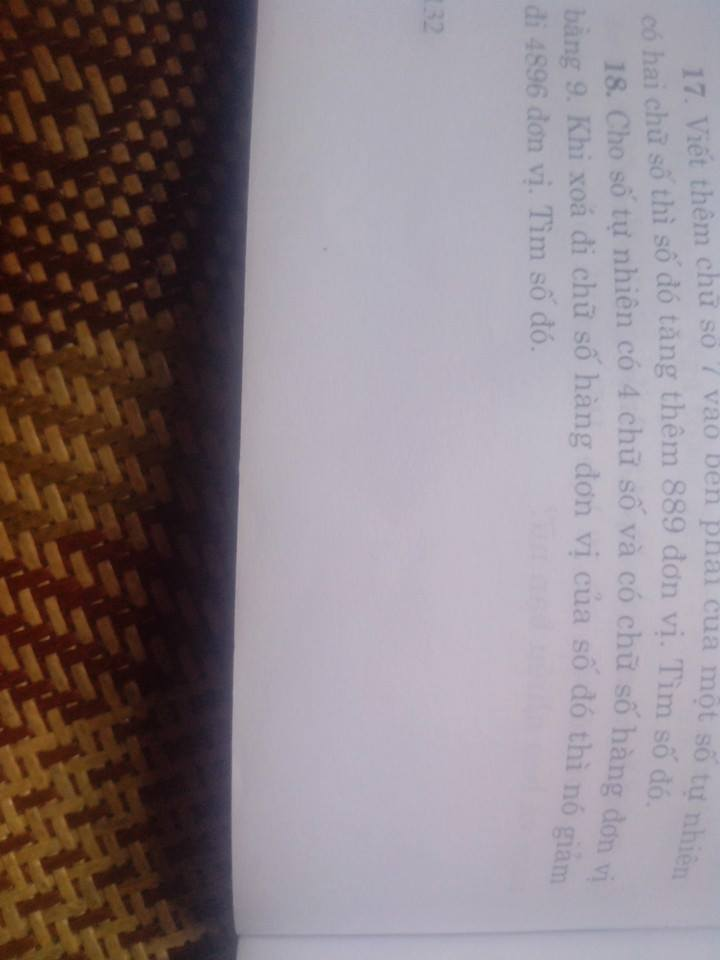 17. Viết thêm chữ số 7 vào bên phải của một số tự nhiên
có hai chữ số thì số đó tăng thêm 889 đơn vị. Tìm số đó.
18. Cho số tự nhiên có 4 chữ số và có chữ số hàng đơn vị
bằng 9. Khi xoá đi chữ số hàng đơn vị của số đó thì nó giảm
đi 4896 đơn vị. Tìm số đó.
132